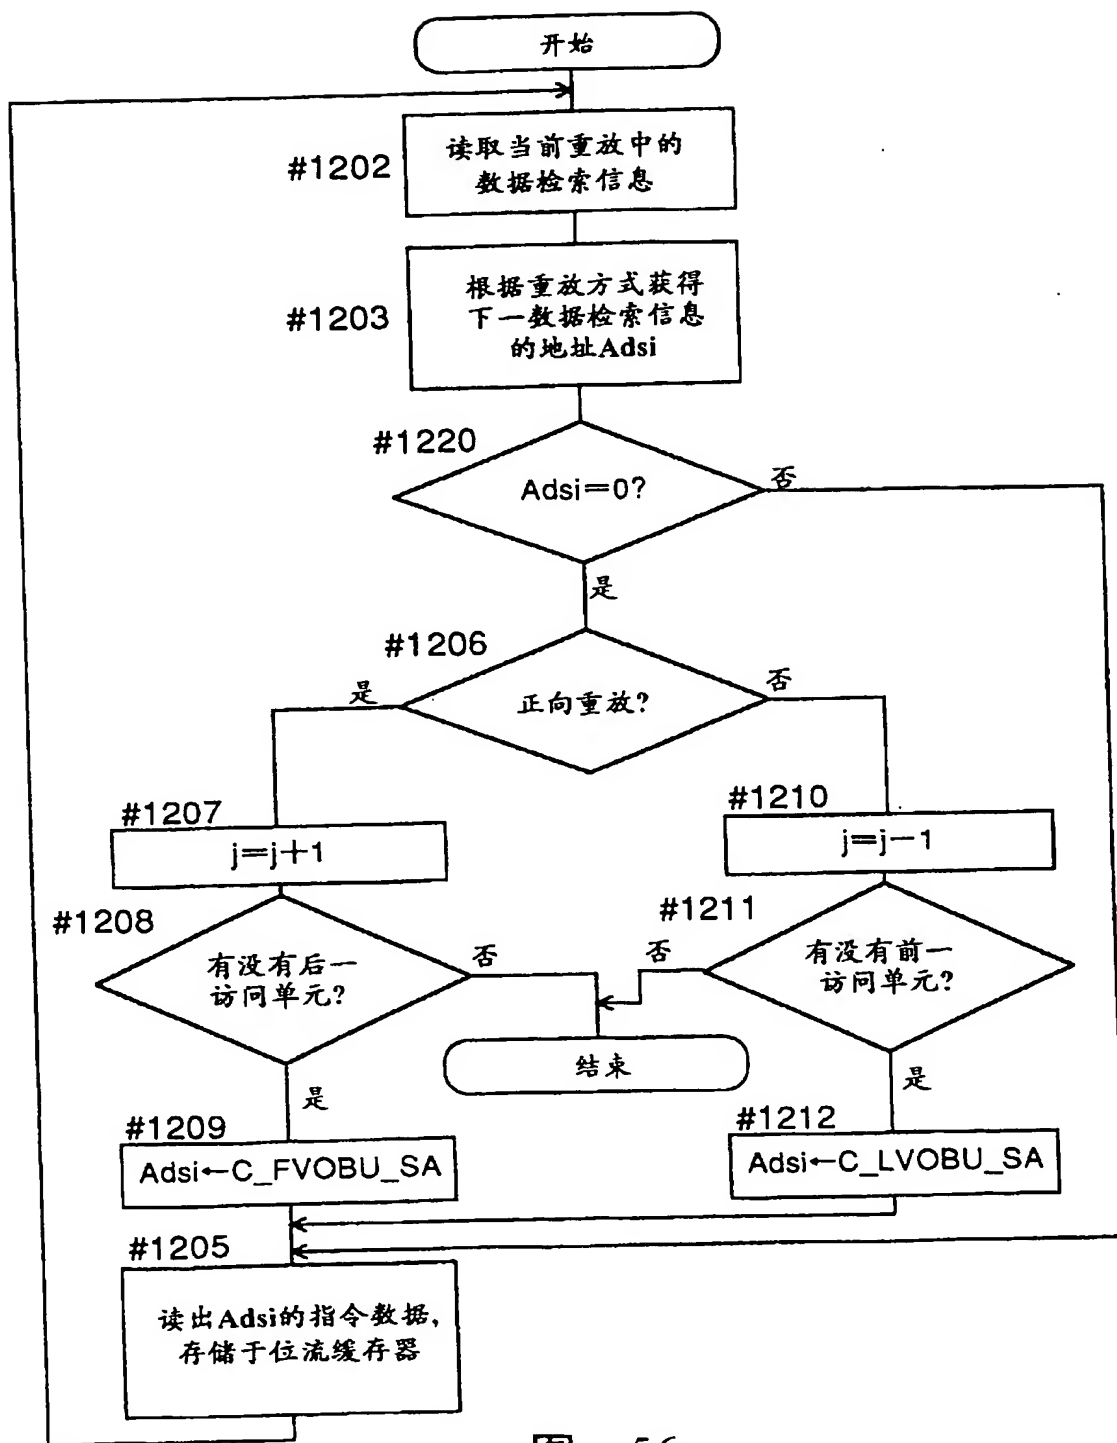 开始
#1202
读取当前重放中的
数据检索信息
#1203
根据重放方式获得
下一数据检索信息
的地址Adsi
#1220
Adsi=0?
否
是
#1206
正向重放?
是
否
#1207
j=j+1
#1210
j=j-1
#1208
有没有后一
访问单元?
否
#1211
有没有前一
访问单元?
否
结束
是
是
#1209
Adsi←C_FVOBU_SA
#1212
Adsi←C_LVOBU_SA
#1205
读出Adsi的指令数据,
存储于位流缓存器
图 56